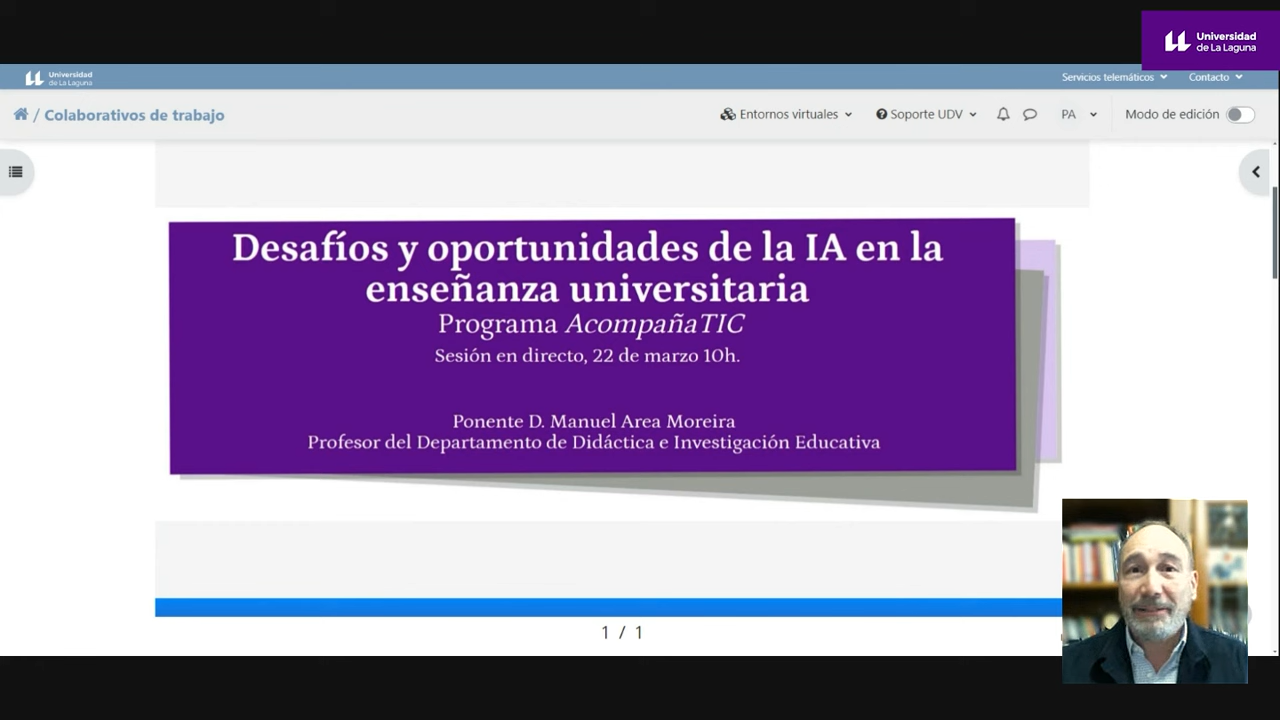 Universidad
de La Laguna
Universidad
de La Laguna
Servicios telemáticos
Contacto
/ Colaborativos de trabajo
Entornos virtuales
Soporte UDV
PA
Modo de edición
Desafíos y oportunidades de la IA en la
enseñanza universitaria
Programa AcompañaTIC
Sesión en directo, 22 de marzo 10h.
Ponente D. Manuel Area Moreira
Profesor del Departamento de Didáctica e Investigación Educativa
1 / 1